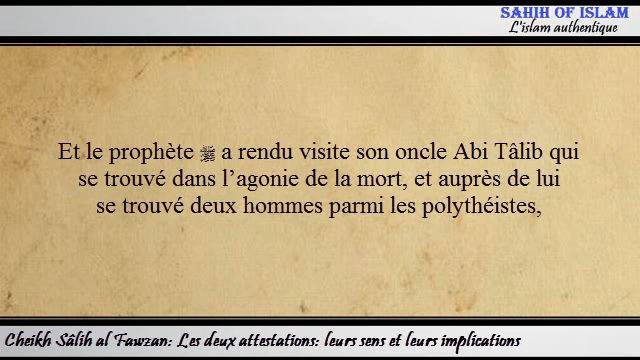 SAHIH OF ISLAM
L'islam authentique
Et le prophète ﷺ a rendu visite son oncle Abi Tâlib qui
se trouvé dans l’agonie de la mort, et auprès de lui
se trouvé deux hommes parmi les polythéistes,
Cheikh Sâlih al Fawzan: Les deux attestations: leurs sens et leurs implications